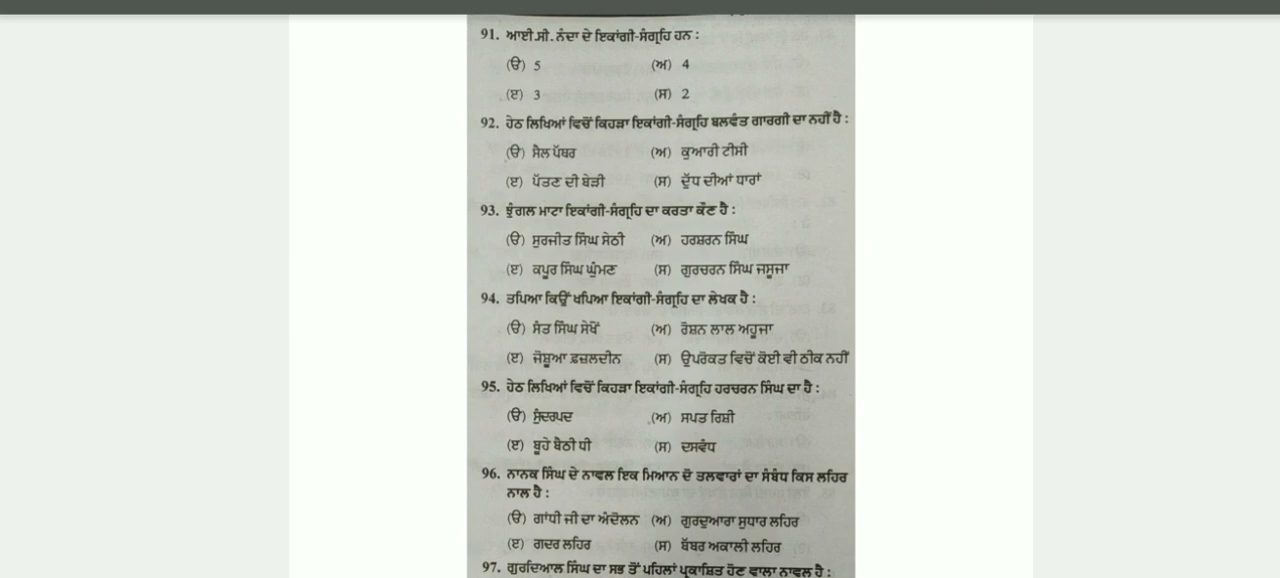 91. ਆਈ.ਸੀ. ਨੰਦਾ ਦੇ ਇਕਾਂਗੀ-ਸੰਗ੍ਰਹਿ ਹਨ :
(ੳ) 5 (ਅ) 4
(ੲ) 3 (ਸ) 2
92. ਹੇਠ ਲਿਖਿਆਂ ਵਿਚੋਂ ਕਿਹੜਾ ਇਕਾਂਗੀ-ਸੰਗ੍ਰਹਿ ਬਲਵੰਤ ਗਾਰਗੀ ਦਾ ਨਹੀਂ ਹੈ :
(ੳ) ਸੈਲ ਪੱਥਰ (ਅ) ਕੁਆਰੀ ਟੀਸੀ
(ੲ) ਪੱਤਣ ਦੀ ਬੇੜੀ (ਸ) ਦੁੱਧ ਦੀਆਂ ਧਾਰਾਂ
93. ਝੁੰਗਲ ਮਾਟਾ ਇਕਾਂਗੀ-ਸੰਗ੍ਰਹਿ ਦਾ ਕਰਤਾ ਕੌਣ ਹੈ :
(ੳ) ਸੁਰਜੀਤ ਸਿੰਘ ਸੇਠੀ (ਅ) ਹਰਸ਼ਰਨ ਸਿੰਘ
(ੲ) ਕਪੂਰ ਸਿੰਘ ਘੁੰਮਣ (ਸ) ਗੁਰਚਰਨ ਸਿੰਘ ਜਸੂਜਾ
94. ਤਪਿਆ ਕਿਉਂ ਖਪਿਆ ਇਕਾਂਗੀ-ਸੰਗ੍ਰਹਿ ਦਾ ਲੇਖਕ ਹੈ :
(ੳ) ਸੰਤ ਸਿੰਘ ਸੇਖੋਂ (ਅ) ਰੌਸ਼ਨ ਲਾਲ ਅਹੂਜਾ
(ੲ) ਜੋਸ਼ੂਆ ਫ਼ਜ਼ਲਦੀਨ (ਸ) ਉਪਰੋਕਤ ਵਿਚੋਂ ਕੋਈ ਵੀ ਠੀਕ ਨਹੀਂ
95. ਹੇਠ ਲਿਖਿਆਂ ਵਿਚੋਂ ਕਿਹੜਾ ਇਕਾਂਗੀ-ਸੰਗ੍ਰਹਿ ਹਰਚਰਨ ਸਿੰਘ ਦਾ ਹੈ :
(ੳ) ਸੁੰਦਰਪਦ (ਅ) ਸਪਤ ਰਿਸ਼ੀ
(ੲ) ਬੂਹੇ ਬੈਠੀ ਧੀ (ਸ) ਦਸਵੰਧ
96. ਨਾਨਕ ਸਿੰਘ ਦੇ ਨਾਵਲ ਇਕ ਮਿਆਨ ਦੋ ਤਲਵਾਰਾਂ ਦਾ ਸੰਬੰਧ ਕਿਸ ਲਹਿਰ
ਨਾਲ ਹੈ :
(ੳ) ਗਾਂਧੀ ਜੀ ਦਾ ਅੰਦੋਲਨ (ਅ) ਗੁਰਦੁਆਰਾ ਸੁਧਾਰ ਲਹਿਰ
(ੲ) ਗਦਰ ਲਹਿਰ (ਸ) ਬੱਬਰ ਅਕਾਲੀ ਲਹਿਰ
97. ਗੁਰਦਿਆਲ ਸਿੰਘ ਦਾ ਸਭ ਤੋਂ ਪਹਿਲਾਂ ਪ੍ਰਕਾਸ਼ਿਤ ਹੋਣ ਵਾਲਾ ਨਾਵਲ ਹੈ :